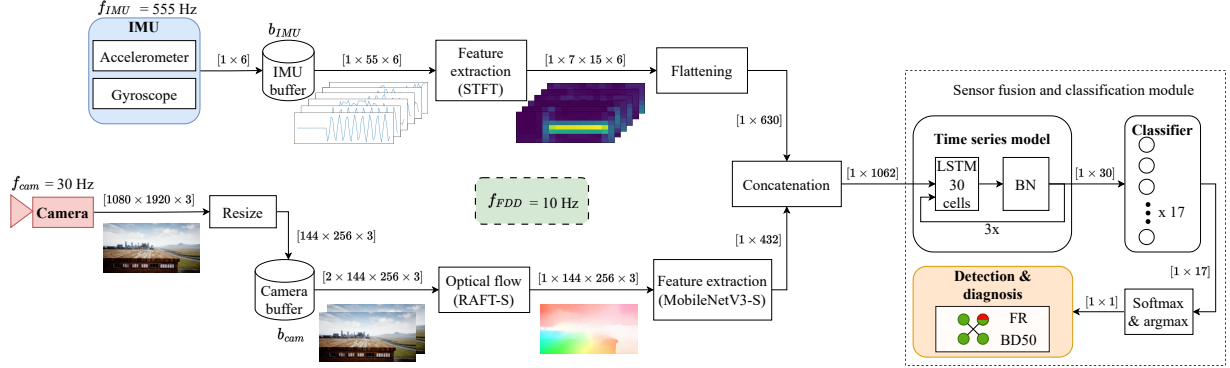 f_IMU = 555 Hz
IMU
Accelerometer
Gyroscope
[1 × 6]
b_IMU
IMU
buffer
[1 × 55 × 6]
Feature
extraction
(STFT)
[1 × 7 × 15 × 6]
Flattening
[1 × 630]
f_cam = 30 Hz
Camera
[1080 × 1920 × 3]
Resize
[144 × 256 × 3]
Camera
buffer
b_cam
[2 × 144 × 256 × 3]
Optical flow
(RAFT-S)
[1 × 144 × 256 × 3]
Feature extraction
(MobileNetV3-S)
[1 × 432]
f_FDD = 10 Hz
Concatenation
[1 × 1062]
Sensor fusion and classification module
Time series model
LSTM
30
cells
BN
3x
[1 × 30]
Classifier
x 17
[1 × 17]
Softmax
& argmax
[1 × 1]
Detection &
diagnosis
FR
BD50